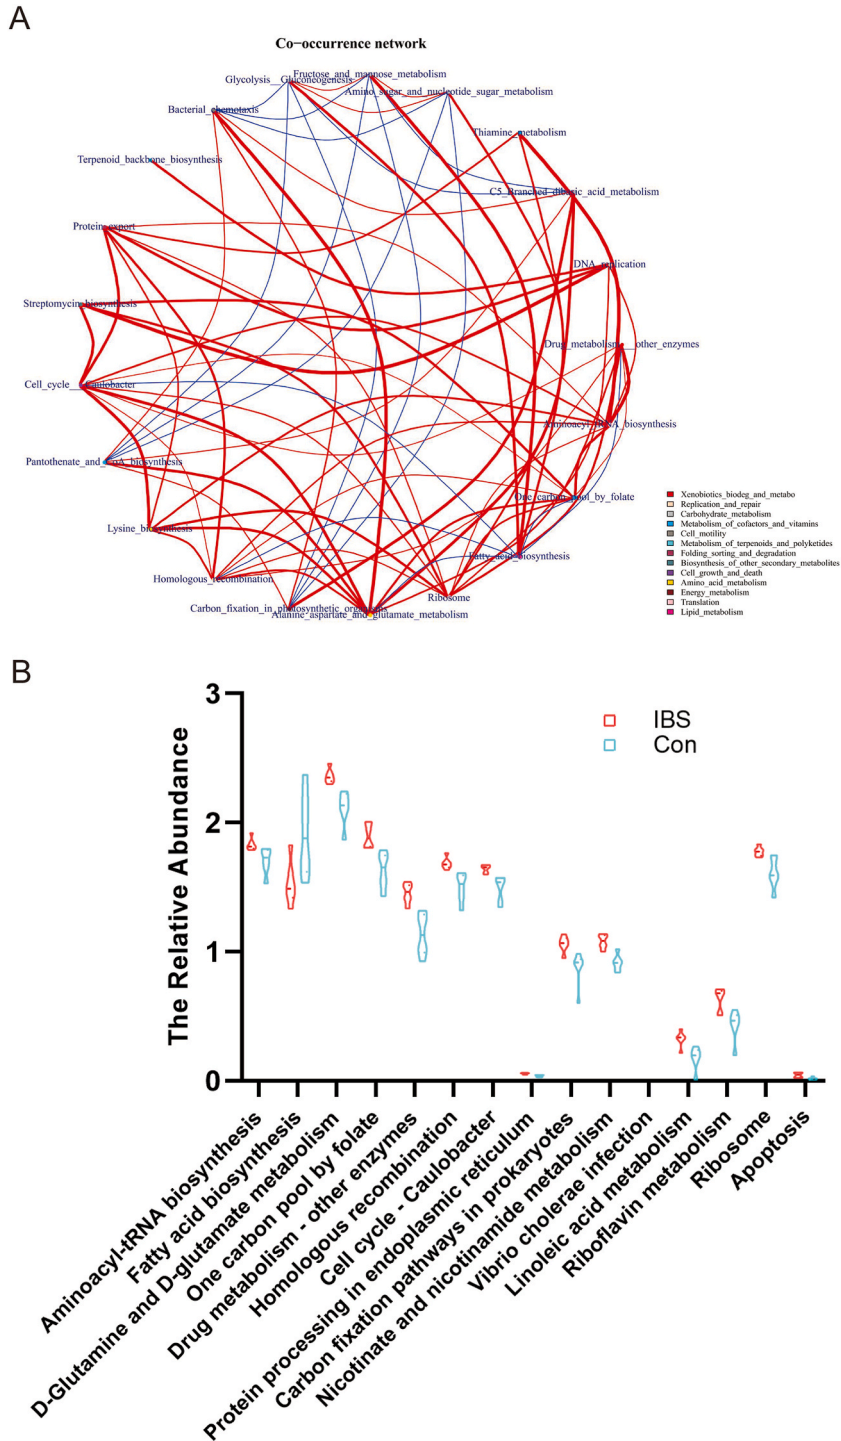 A
Co-occurrence network
Fructose_and_mannose_metabolism
Glycolysis__Gluconeogenesis
Amino_sugar_and_nucleotide_sugar_metabolism
Bacterial_chemotaxis
Thiamine_metabolism
Terpenoid_backbone_biosynthesis
C5_Branched_dibasic_acid_metabolism
Protein_export
DNA_replication
Streptomycin_biosynthesis
Drug_metabolism__other_enzymes
Cell_cycle__Caulobacter
Aminoacyl_tRNA_biosynthesis
Pantothenate_and_CoA_biosynthesis
One_carbon_pool_by_folate
Lysine_biosynthesis
Fatty_acid_biosynthesis
Homologous_recombination
Ribosome
Carbon_fixation_in_photosynthetic_organisms
Alanine_aspartate_and_glutamate_metabolism
Xenobiotics_biodeg_and_metabo
Replication_and_repair
Carbohydrate_metabolism
Metabolism_of_cofactors_and_vitamins
Cell_motility
Metabolism_of_terpenoids_and_polyketides
Folding_sorting_and_degradation
Biosynthesis_of_other_secondary_metabolites
Cell_growth_and_death
Amino_acid_metabolism
Energy_metabolism
Translation
Lipid_metabolism
B
The Relative Abundance
3
2
1
0
IBS
Con
Aminoacyl-tRNA biosynthesis
Fatty acid biosynthesis
D-Glutamine and D-glutamate metabolism
One carbon pool by folate
Drug metabolism - other enzymes
Homologous recombination
Cell cycle - Caulobacter
Protein processing in endoplasmic reticulum
Carbon fixation pathways in prokaryotes
Nicotinate and nicotinamide metabolism
Vibrio cholerae infection
Linoleic acid metabolism
Riboflavin metabolism
Ribosome
Apoptosis